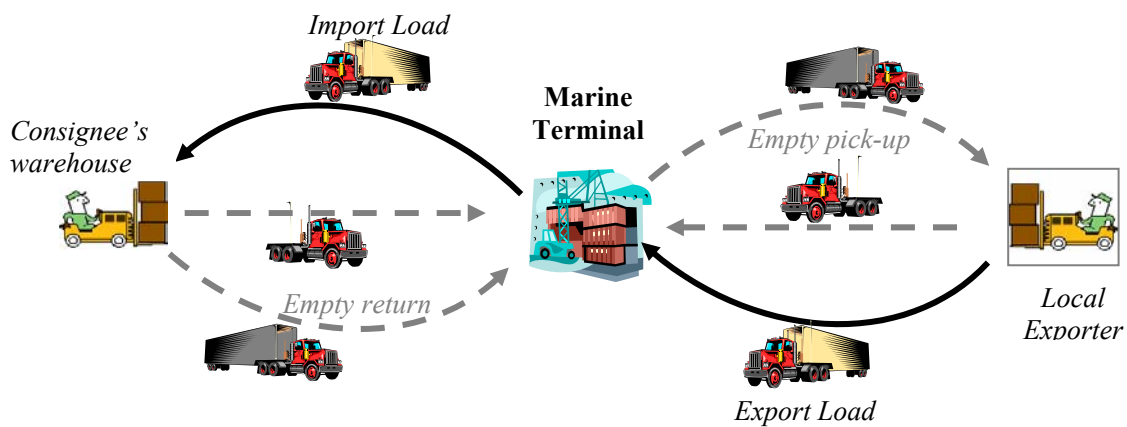 Import Load
Marine
Terminal
Consignee's
warehouse
Empty pick-up
Empty return
Local
Exporter
Export Load